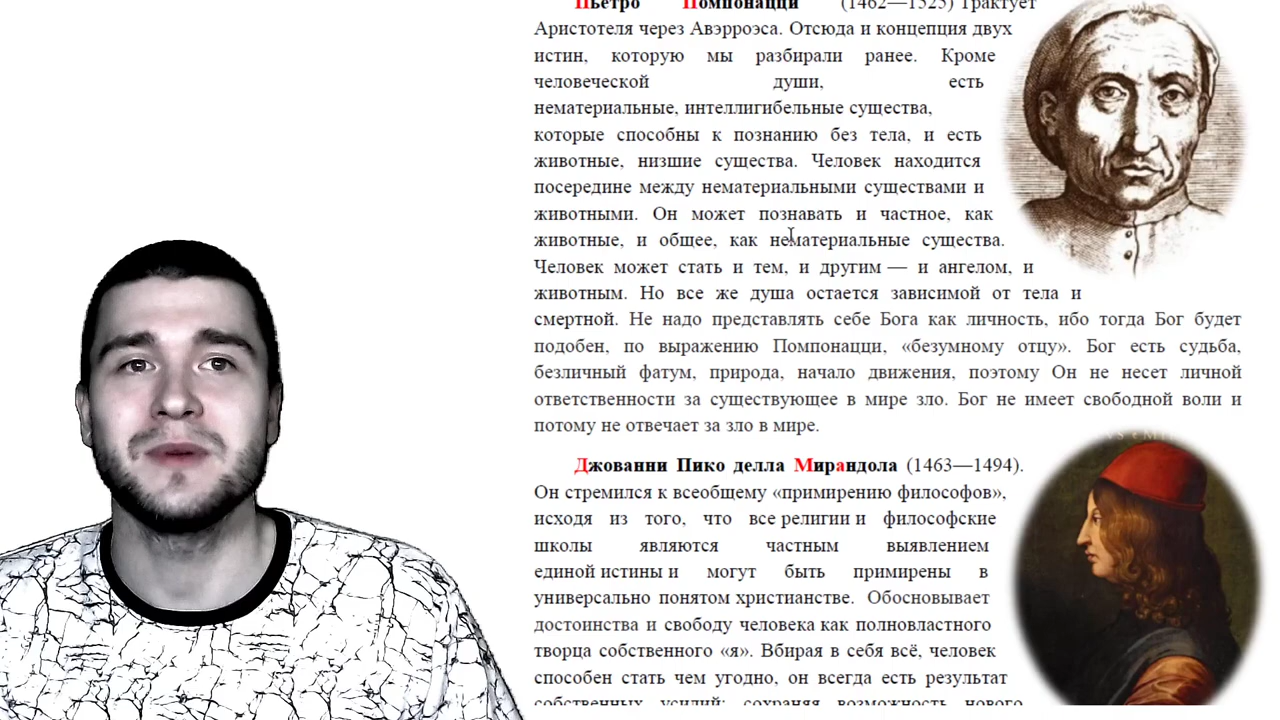 Пьетро Помпонацци (1462—1525) Трактует
Аристотеля через Авэрроэса. Отсюда и концепция двух
истин, которую мы разбирали ранее. Кроме
человеческой души, есть
нематериальные, интеллигибельные существа,
которые способны к познанию без тела, и есть
животные, низшие существа. Человек находится
посередине между нематериальными существами и
животными. Он может познавать и частное, как
животные, и общее, как нематериальные существа.
Человек может стать и тем, и другим — и ангелом, и
животным. Но все же душа остается зависимой от тела и
смертной. Не надо представлять себе Бога как личность, ибо тогда Бог будет
подобен, по выражению Помпонацци, «безумному отцу». Бог есть судьба,
безличный фатум, природа, начало движения, поэтому Он не несет личной
ответственности за существующее в мире зло. Бог не имеет свободной воли и
потому не отвечает за зло в мире.
Джованни Пико делла Мирандола (1463—1494).
Он стремился к всеобщему «примирению философов»,
исходя из того, что все религии и философские
школы являются частным выявлением
единой истины и могут быть примирены в
универсально понятом христианстве. Обосновывает
достоинства и свободу человека как полновластного
творца собственного «я». Вбирая в себя всё, человек
способен стать чем угодно, он всегда есть результат
собственных усилий; сохраняя возможность нового